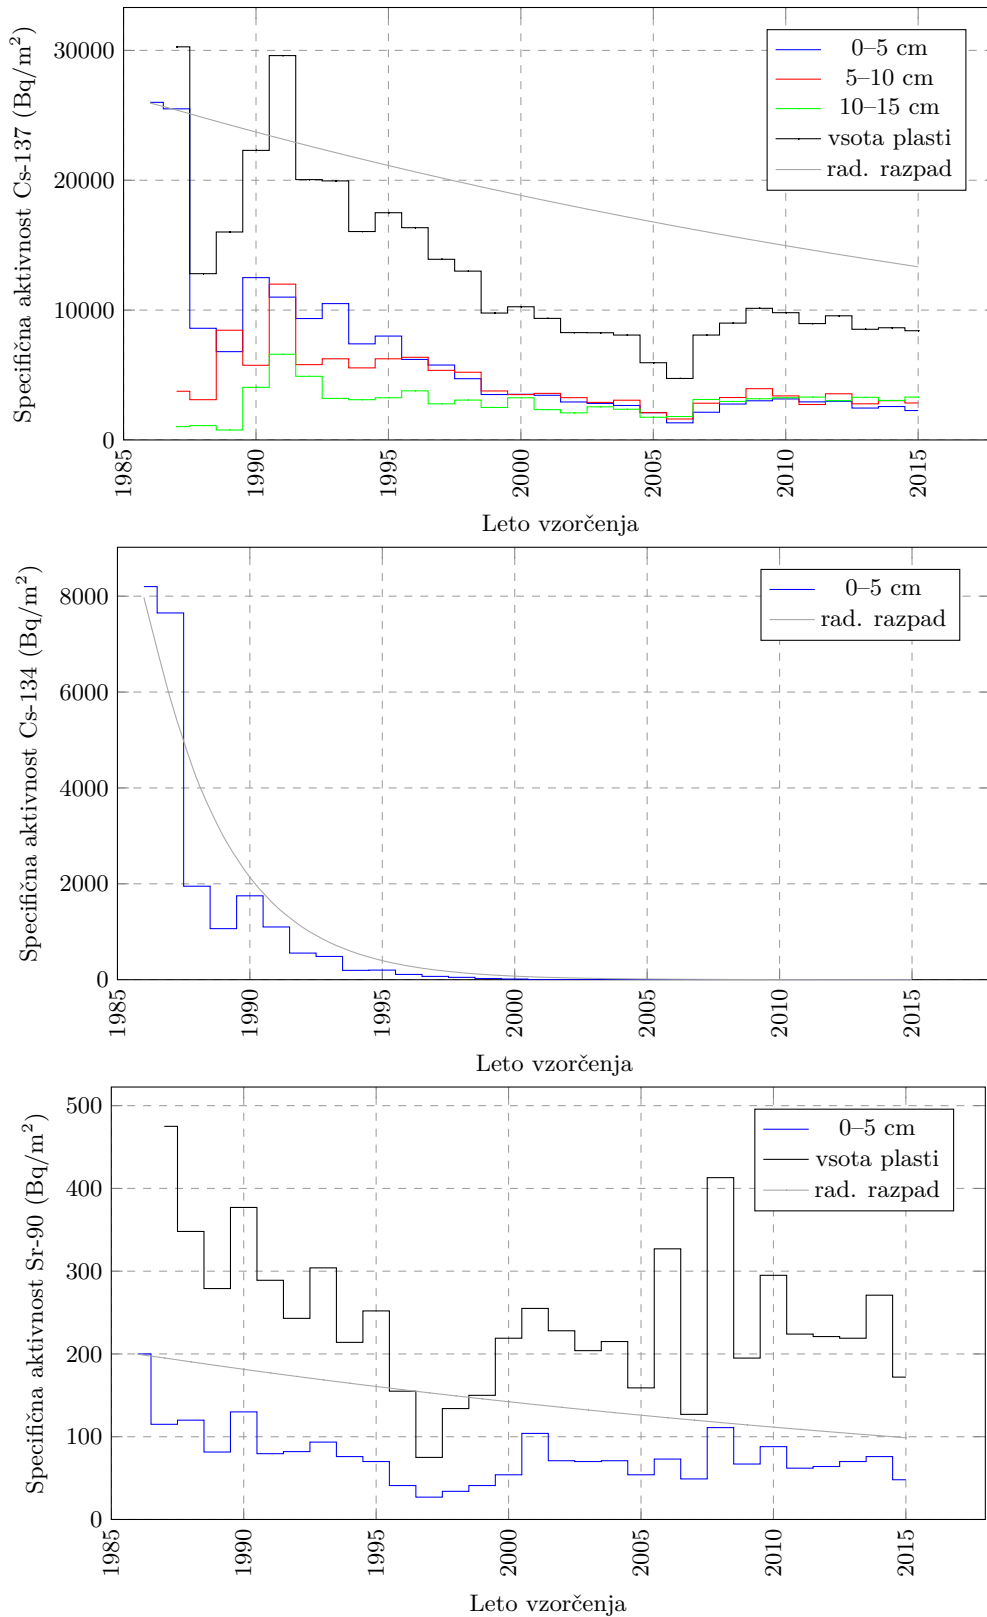 Specifična aktivnost Cs-137 (Bq/m²)
30000
20000
10000
0
0–5 cm
5–10 cm
10–15 cm
vsota plasti
rad. razpad
1985
1990
1995
2000
2005
2010
2015
Leto vzorčenja
Specifična aktivnost Cs-134 (Bq/m²)
8000
6000
4000
2000
0
0–5 cm
rad. razpad
1985
1990
1995
2000
2005
2010
2015
Leto vzorčenja
Specifična aktivnost Sr-90 (Bq/m²)
500
400
300
200
100
0
0–5 cm
vsota plasti
rad. razpad
1985
1990
1995
2000
2005
2010
2015
Leto vzorčenja